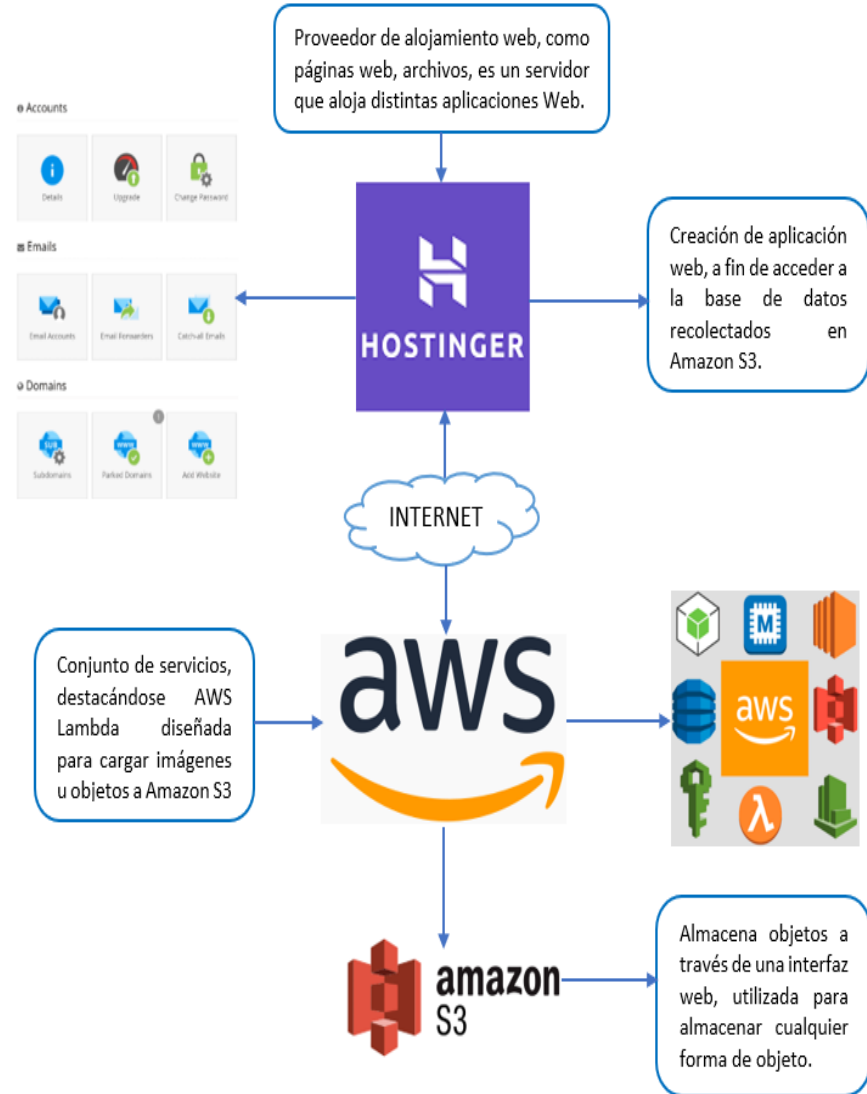 Proveedor de alojamiento web, como
páginas web, archivos, es un servidor
que aloja distintas aplicaciones Web.
Accounts
Details
Upgrade
Change Password
Emails
Email Accounts
Email Forwarders
Catch-all Emails
Domains
SUB
WWW
WWW
Subdomains
Parked Domains
Add Website
HOSTINGER
Creación de aplicación
web, a fin de acceder a
la base de datos
recolectados en
Amazon S3.
INTERNET
Conjunto de servicios,
destacándose AWS
Lambda diseñada
para cargar imágenes
u objetos a Amazon S3
aws
M
aws
λ
amazon
S3
Almacena objetos a
través de una interfaz
web, utilizada para
almacenar cualquier
forma de objeto.